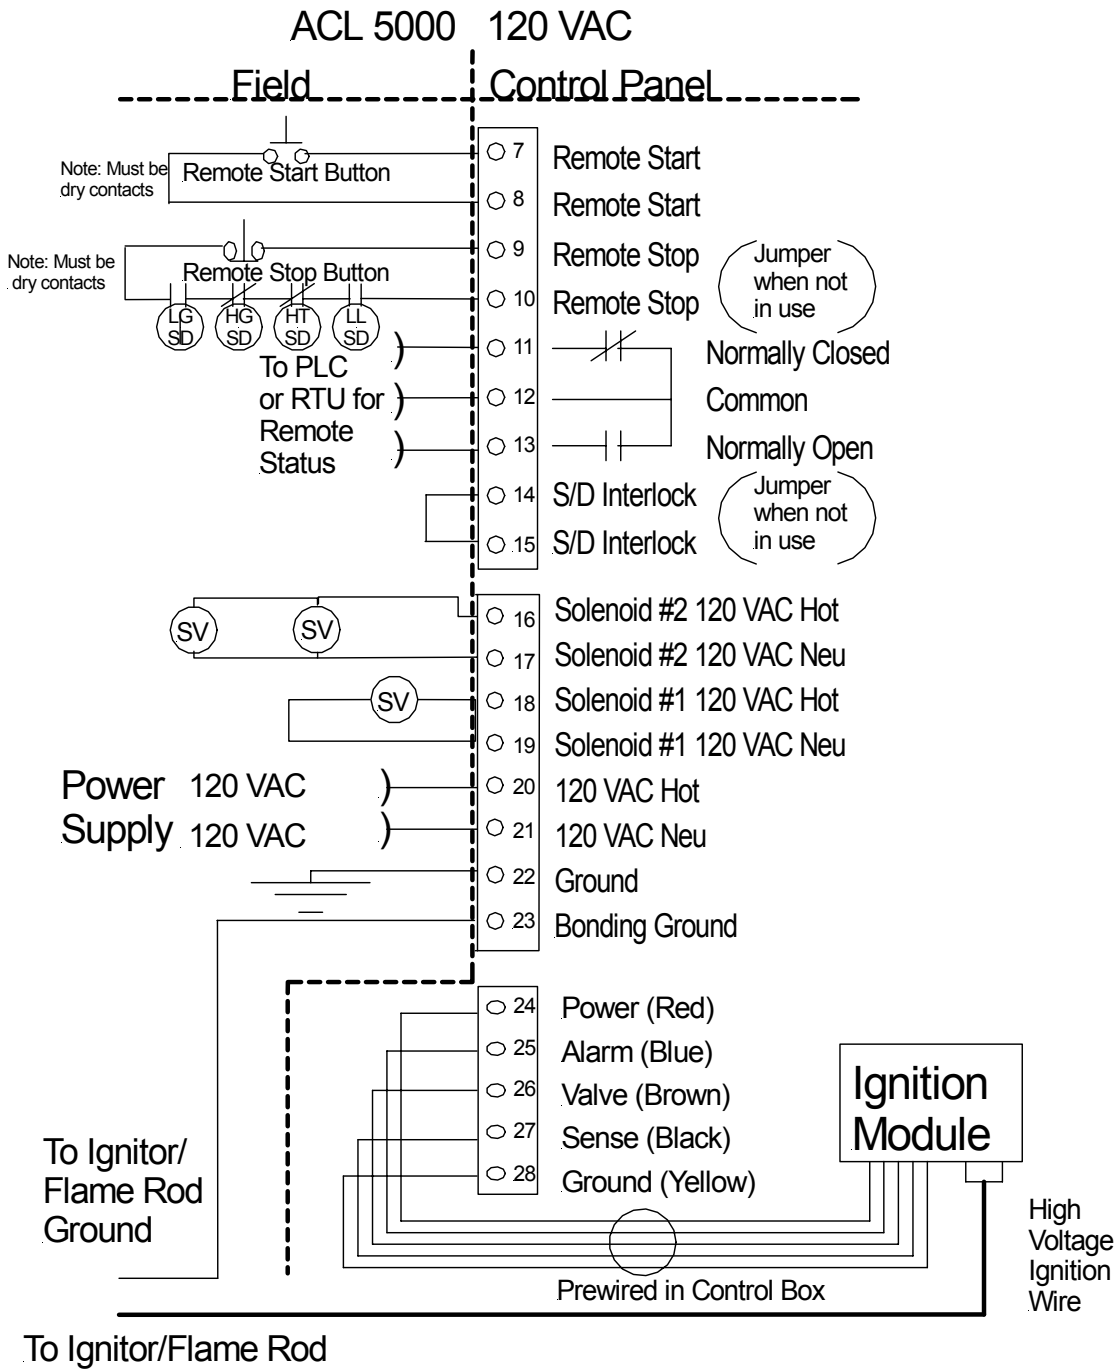 ACL 5000 120 VAC
Field Control Panel
Note: Must be
dry contacts
Remote Start Button
7 Remote Start
8 Remote Start
Note: Must be
dry contacts
Remote Stop Button
LG
SD
HG
SD
HT
SD
LL
SD
9 Remote Stop
10 Remote Stop
Jumper
when not
in use
To PLC
or RTU for
Remote
Status
11 Normally Closed
12 Common
13 Normally Open
14 S/D Interlock
15 S/D Interlock
Jumper
when not
in use
SV SV
16 Solenoid #2 120 VAC Hot
17 Solenoid #2 120 VAC Neu
SV
18 Solenoid #1 120 VAC Hot
19 Solenoid #1 120 VAC Neu
Power 120 VAC
Supply 120 VAC
20 120 VAC Hot
21 120 VAC Neu
22 Ground
23 Bonding Ground
24 Power (Red)
25 Alarm (Blue)
26 Valve (Brown)
27 Sense (Black)
28 Ground (Yellow)
Ignition
Module
To Ignitor/
Flame Rod
Ground
High
Voltage
Ignition
Wire
Prewired in Control Box
To Ignitor/Flame Rod